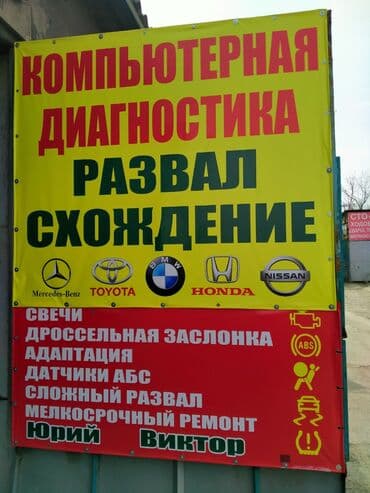 КОМПЬЮТЕРНАЯ
ДИАГНОСТИКА
РАЗВАЛ
СХОЖДЕНИЕ
BMW
Mercedes-Benz TOYOTA HONDA NISSAN
СВЕЧИ
ДРОССЕЛЬНАЯ ЗАСЛОНКА
АДАПТАЦИЯ
ДАТЧИКИ АБС
СЛОЖНЫЙ РАЗВАЛ
МЕЛКОСРОЧНЫЙ РЕМОНТ
Юрий Виктор
ABS
СТО